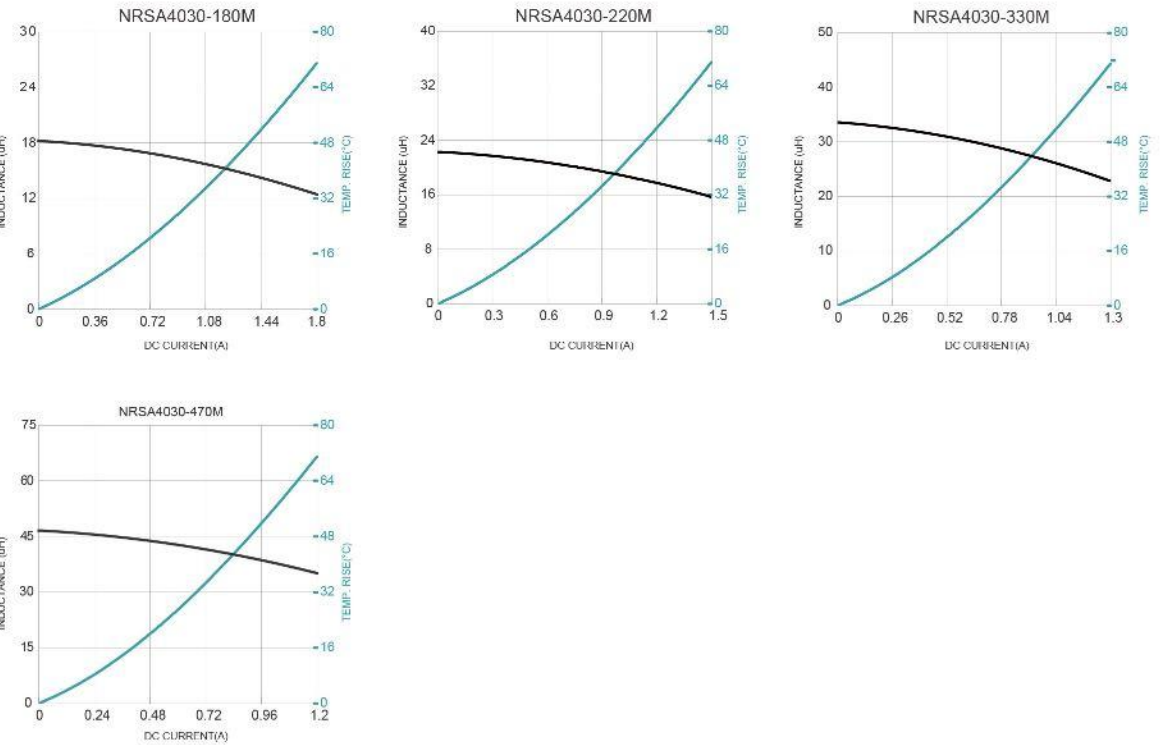 NRSA4030-180M
30
24
18
12
6
0
INDUCTANCE (uH)
80
64
48
32
16
0
TEMP. RISE(°C)
0 0.36 0.72 1.08 1.44 1.8
DC CURRENT(A)
NRSA4030-220M
40
32
24
16
8
0
INDUCTANCE (uH)
80
64
48
32
16
0
TEMP. RISE(°C)
0 0.3 0.6 0.9 1.2 1.5
DC CURRENT(A)
NRSA4030-330M
50
40
30
20
10
0
INDUCTANCE (uH)
80
64
48
32
16
0
TEMP. RISE(°C)
0 0.26 0.52 0.78 1.04 1.3
DC CURRENT(A)
NRSA4030-470M
75
60
45
30
15
0
INDUCTANCE (uH)
80
64
48
32
16
0
TEMP. RISE(°C)
0 0.24 0.48 0.72 0.96 1.2
DC CURRENT(A)